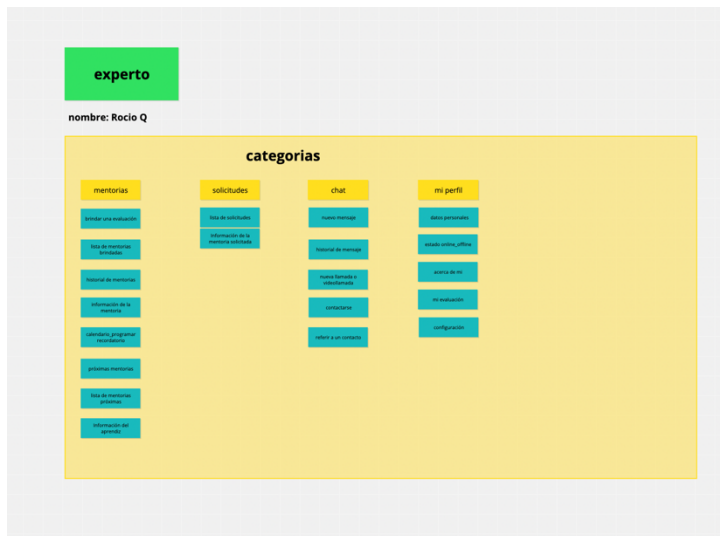 experto
nombre: Rocio Q
categorias
mentorias
brindar una evaluación
lista de mentorias
brindadas
historial de mentorias
información de la
mentoria
calendario_programar
recordatorio
próximas mentorias
lista de mentorias
próximas
información del
aprendiz
solicitudes
lista de solicitudes
información de la
mentoria solicitada
chat
nuevo mensaje
historial de mensaje
nueva llamada o
videollamada
contactarse
referir a un contacto
mi perfil
datos personales
estado online_offline
acerca de mi
mi evaluación
configuración